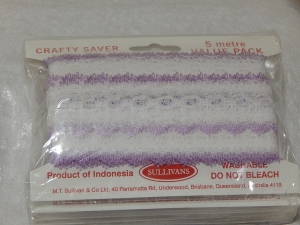 CRAFTY SAVER
5 metre
VALUE PACK
Product of Indonesia
SULLIVANS
WASHABLE
DO NOT BLEACH
M.T. Sullivan & Co Ltd., 40 Parramatta Rd, Underwood, Brisbane, Queensland, Australia 4119